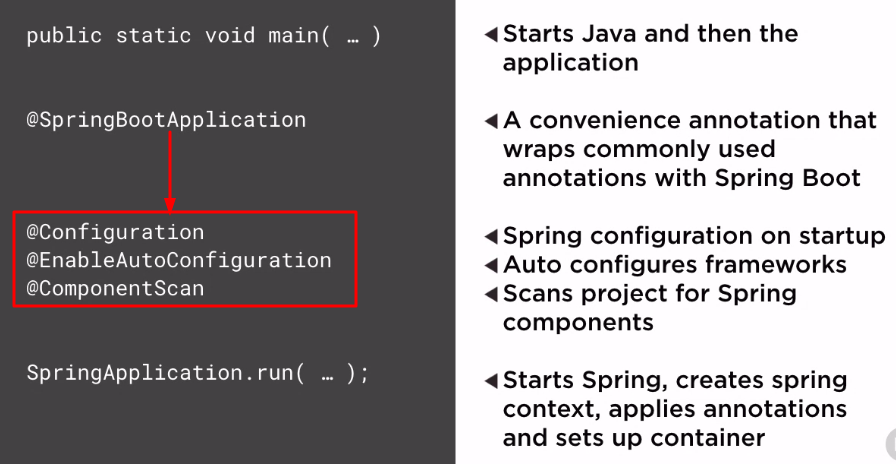 public static void main( … )
Starts Java and then the
application
@SpringBootApplication
A convenience annotation that
wraps commonly used
annotations with Spring Boot
@Configuration
Spring configuration on startup
@EnableAutoConfiguration
Auto configures frameworks
@ComponentScan
Scans project for Spring
components
SpringApplication.run( … );
Starts Spring, creates spring
context, applies annotations
and sets up container